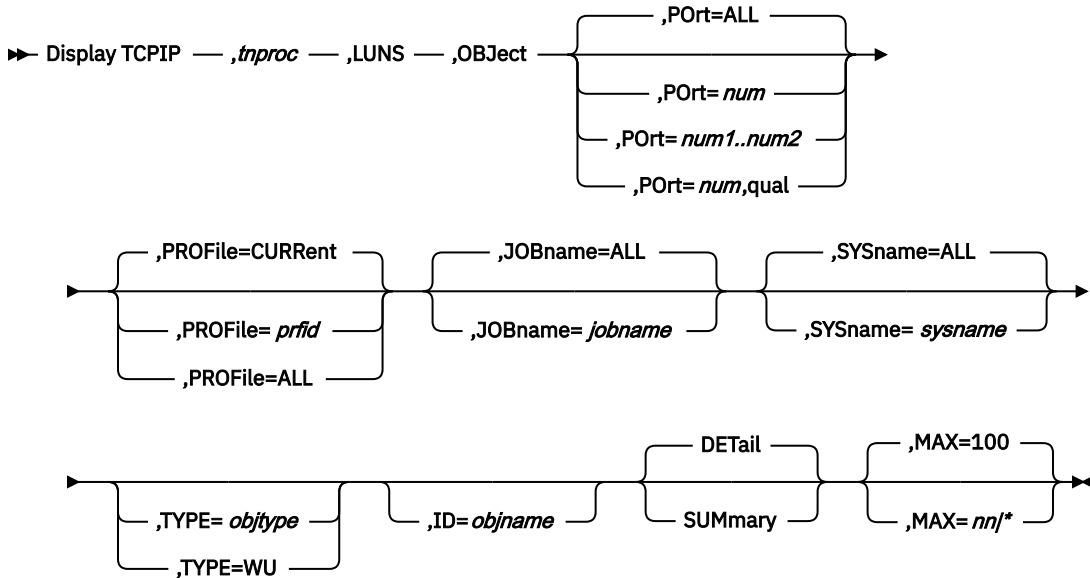 ,POrt=ALL
Display TCPIP ,tnproc ,LUNS ,OBJect
,POrt= num
,POrt= num1..num2
,POrt= num,qual
,PROFile=CURRent ,JOBname=ALL ,SYSname=ALL
,PROFile= prfid ,JOBname= jobname ,SYSname= sysname
,PROFile=ALL
DETail ,MAX=100
,TYPE= objtype ,ID=objname SUMmary ,MAX= nn|*
,TYPE=WU